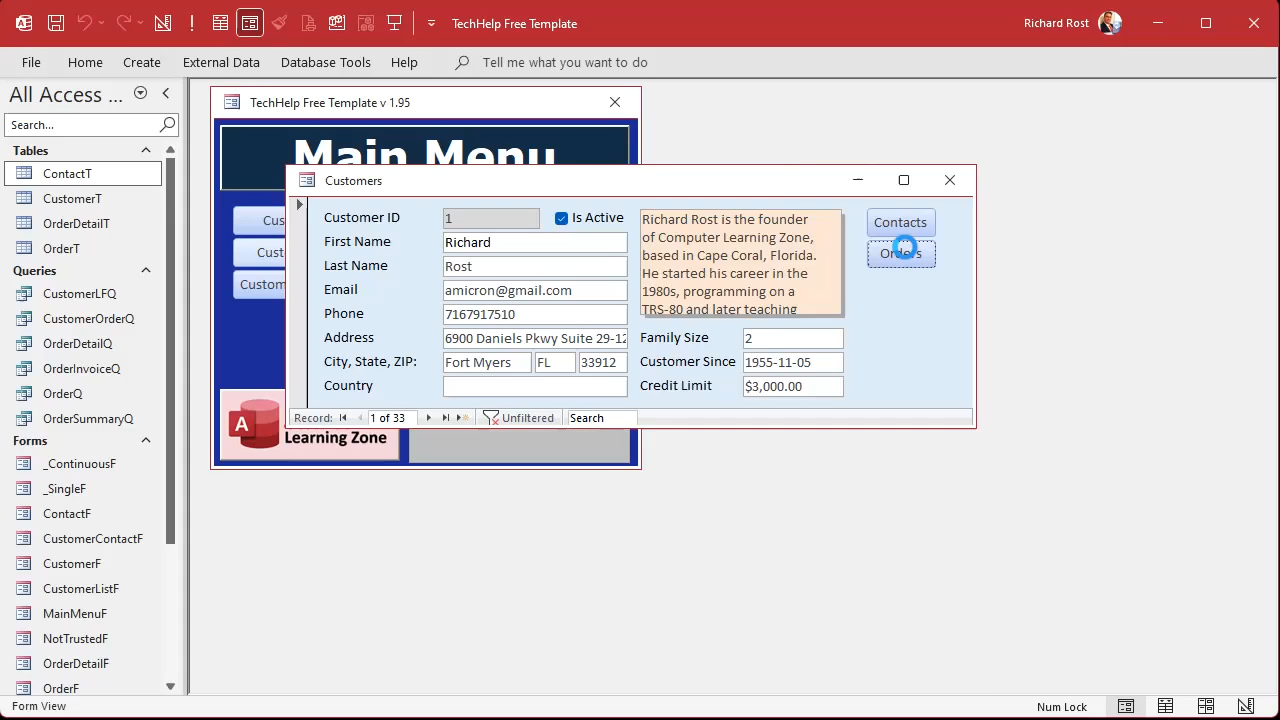 TechHelp Free Template
Richard Rost
File Home Create External Data Database Tools Help Tell me what you want to do
All Access ...
Search...
Tables
ContactT
CustomerT
OrderDetailT
OrderT
Queries
CustomerLFQ
CustomerOrderQ
OrderDetailQ
OrderInvoiceQ
OrderQ
OrderSummaryQ
Forms
_ContinuousF
_SingleF
ContactF
CustomerContactF
CustomerF
CustomerListF
MainMenuF
NotTrustedF
OrderDetailF
OrderF
TechHelp Free Template v 1.95
Main Menu
Cus
Cust
Custom
A
Learning Zone
Customers
Customer ID 1 Is Active
First Name Richard
Last Name Rost
Email amicron@gmail.com
Phone 7167917510
Address 6900 Daniels Pkwy Suite 29-12
City, State, ZIP: Fort Myers FL 33912
Country
Richard Rost is the founder
of Computer Learning Zone,
based in Cape Coral, Florida.
He started his career in the
1980s, programming on a
TRS-80 and later teaching
Family Size 2
Customer Since 1955-11-05
Credit Limit $3,000.00
Contacts
Orders
Record: 1 of 33 Unfiltered Search
Form View
Num Lock